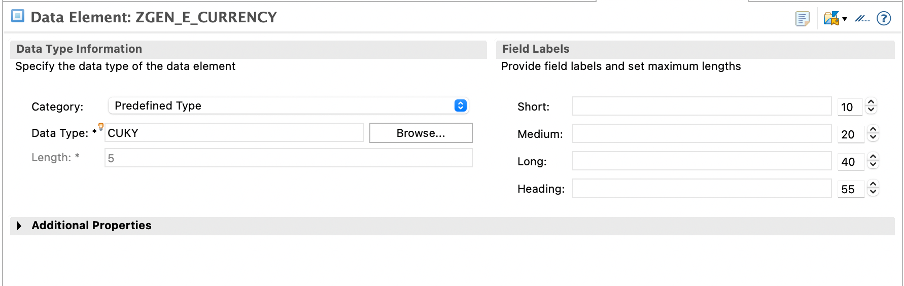 Data Element: ZGEN_E_CURRENCY
Data Type Information
Specify the data type of the data element
Category: Predefined Type
Data Type: * CUKY Browse...
Length: * 5
Field Labels
Provide field labels and set maximum lengths
Short: 10
Medium: 20
Long: 40
Heading: 55
Additional Properties